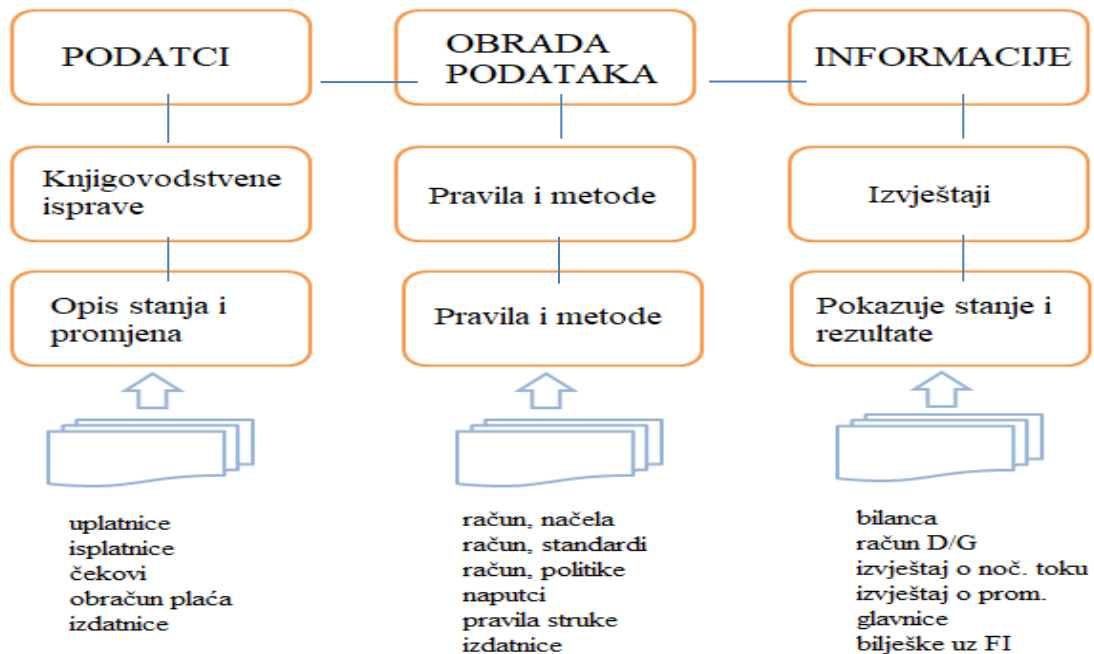 PODATCI
OBRADA
PODATAKA
INFORMACIJE
Knjigovodstvene
isprave
Pravila i metode
Izvještaji
Opis stanja i
promjena
Pravila i metode
Pokazuje stanje i
rezultate
uplatnice
isplatnice
čekovi
obračun plaća
izdatnice
račun, načela
račun, standardi
račun, politike
naputci
pravila struke
izdatnice
bilanca
račun D/G
izvještaj o noč. toku
izvještaj o prom.
glavnice
bilješke uz FI